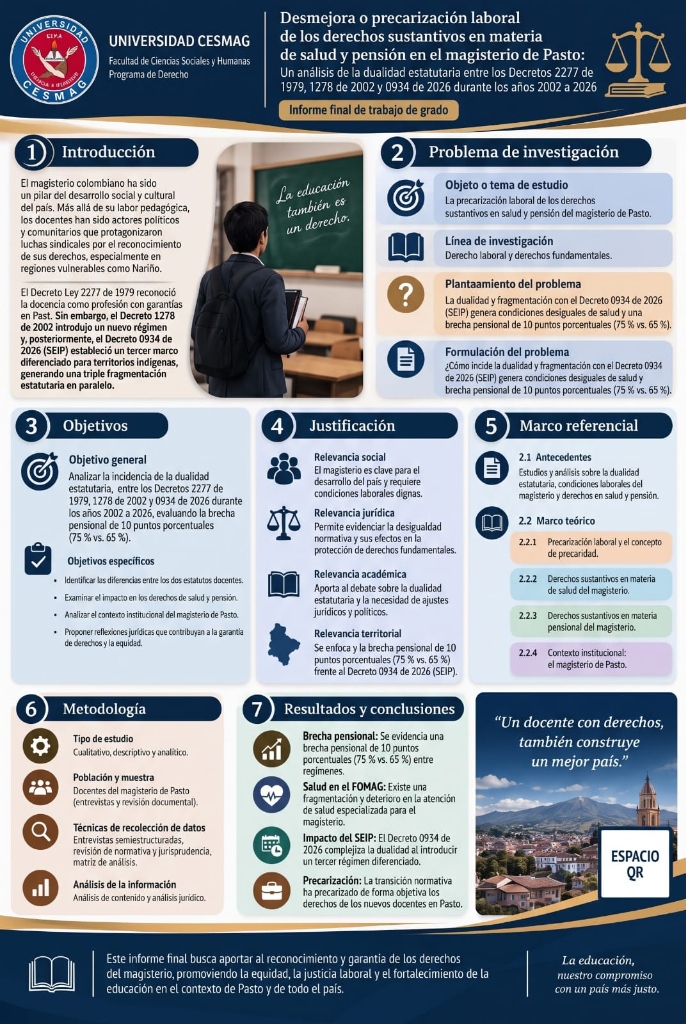 UNIVERSIDAD
CESMAG
UNIVERSIDAD CESMAG
Facultad de Ciencias Sociales y Humanas
Programa de Derecho
Desmejora o precarización laboral
de los derechos sustantivos en materia
de salud y pensión en el magisterio de Pasto:
Un análisis de la dualidad estatutaria entre los Decretos 2277 de
1979, 1278 de 2002 y 0934 de 2026 durante los años 2002 a 2026
Informe final de trabajo de grado
1 Introducción
El magisterio colombiano ha sido
un pilar del desarrollo social y cultural
del país. Más allá de su labor pedagógica,
los docentes han sido actores políticos
y comunitarios que protagonizaron
luchas sindicales por el reconocimiento
de sus derechos, especialmente en
regiones vulnerables como Nariño.
El Decreto Ley 2277 de 1979 reconoció
la docencia como profesión con garantías
en Past. Sin embargo, el Decreto 1278
de 2002 introdujo un nuevo régimen
y, posteriormente, el Decreto 0934
de 2026 (SEIP) estableció un tercer marco
diferenciado para territorios indígenas,
generando una triple fragmentación
estatutaria en paralelo.
La educación
también es
un derecho.
2 Problema de investigación
Objeto o tema de estudio
La precarización laboral de los derechos
sustantivos en salud y pensión del magisterio de Pasto.
Línea de investigación
Derecho laboral y derechos fundamentales.
Plantaamiento del problema
La dualidad y fragmentación con el Decreto 0934 de 2026
(SEIP) genera condiciones desiguales de salud y
una brecha pensional de 10 puntos porcentuales (75 % vs. 65 %).
Formulación del problema
¿Cómo incide la dualidad y fragmentación con el Decreto 0934
de 2026 (SEIP) genera condiciones desiguales de salud y
brecha pensional de 10 puntos porcentuales (75 % vs. 65 %).
3 Objetivos
Objetivo general
Analizar la incidencia de la dualidad
estatutaria, entre los Decretos 2277 de
1979, 1278 de 2002 y 0934 de 2026 durante
los años 2002 a 2026, evaluando la brecha
pensional de 10 puntos porcentuales
(75 % vs. 65 %).
Objetivos específicos
• Identificar las diferencias entre los dos estatutos docentes.
• Examinar el impacto en los derechos de salud y pensión.
• Analizar el contexto institucional del magisterio de Pasto.
• Proponer reflexiones jurídicas que contribuyan a la garantía
de derechos y la equidad.
4 Justificación
Relevancia social
El magisterio es clave para el
desarrollo del país y requiere
condiciones laborales dignas.
Relevancia jurídica
Permite evidenciar la desigualdad
normativa y sus efectos en la
protección de derechos fundamentales.
Relevancia académica
Aporta al debate sobre la dualidad
estatutaria y la necesidad de ajustes
jurídicos y políticos.
Relevancia territorial
Se enfoca y la brecha pensional de 10
puntos porcentuales (75 % vs. 65 %)
frente al Decreto 0934 de 2026 (SEIP).
5 Marco referencial
2.1 Antecedentes
Estudios y análisis sobre la dualidad
estatutaria, condiciones laborales del
magisterio y derechos en salud y pensión.
2.2 Marco teórico
2.2.1 Precarización laboral y el concepto
de precaridad.
2.2.2 Derechos sustantivos en materia
de salud del magisterio.
2.2.3 Derechos sustantivos en materia
pensional del magisterio.
2.2.4 Contexto institucional:
el magisterio de Pasto.
6 Metodología
Tipo de estudio
Cualitativo, descriptivo y analítico.
Población y muestra
Docentes del magisterio de Pasto
(entrevistas y revisión documental).
Técnicas de recolección de datos
Entrevistas semiestructuradas,
revisión de normativa y jurisprudencia,
matriz de análisis.
Análisis de la información
Análisis de contenido y análisis jurídico.
7 Resultados y conclusiones
Brecha pensional: Se evidencia una
brecha pensional de 10 puntos
porcentuales (75 % vs. 65 %) entre
regímenes.
Salud en el FOMAG: Existe una
fragmentación y deterioro en la atención
de salud especializada para el
magisterio.
Impacto del SEIP: El Decreto 0934 de
2026 complejiza la dualidad al introducir
un tercer régimen diferenciado.
Precarización: La transición normativa
ha precarizado de forma objetiva los
derechos de los nuevos docentes en Pasto.
"Un docente con derechos,
también construye
un mejor país."
ESPACIO
QR
Este informe final busca aportar al reconocimiento y garantia de los derechos
del magisterio, promoviendo la equidad, la justicia laboral y el fortalecimiento de la
educación en el contexto de Pasto y de todo el país.
La educación,
nuestro compromiso
con un país más justo.